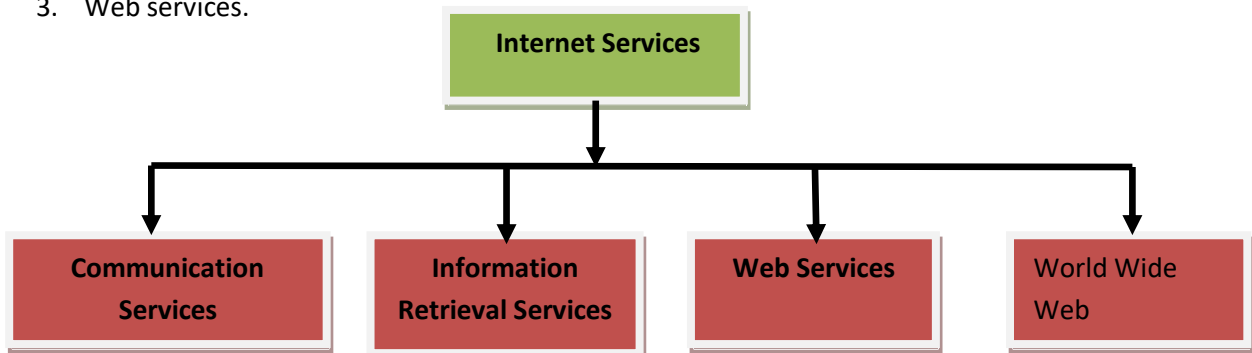 3. Web services.
Internet Services
Communication
Services
Information
Retrieval Services
Web Services
World Wide
Web